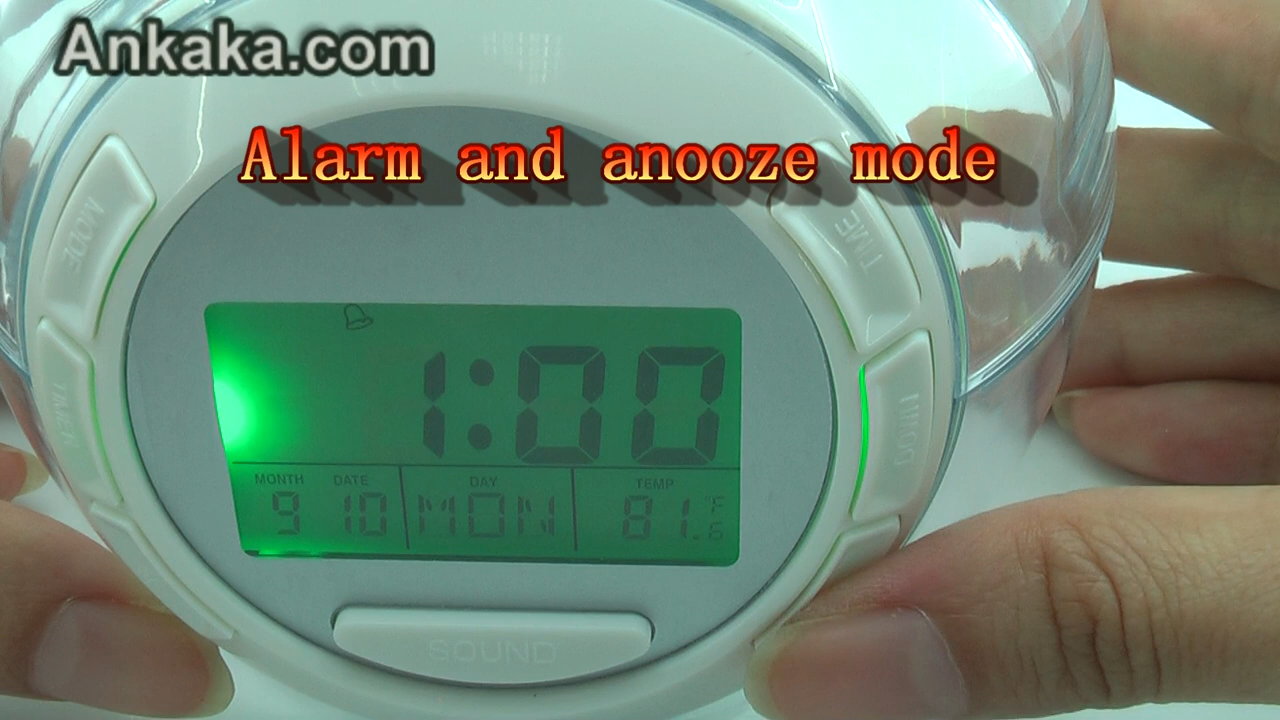 Ankaka.com
Alarm and anooze mode
MODE
TIME
TIMER
1:00
MONTH DATE DAY TEMP
9 10 MON 81.6 °F
SOUND